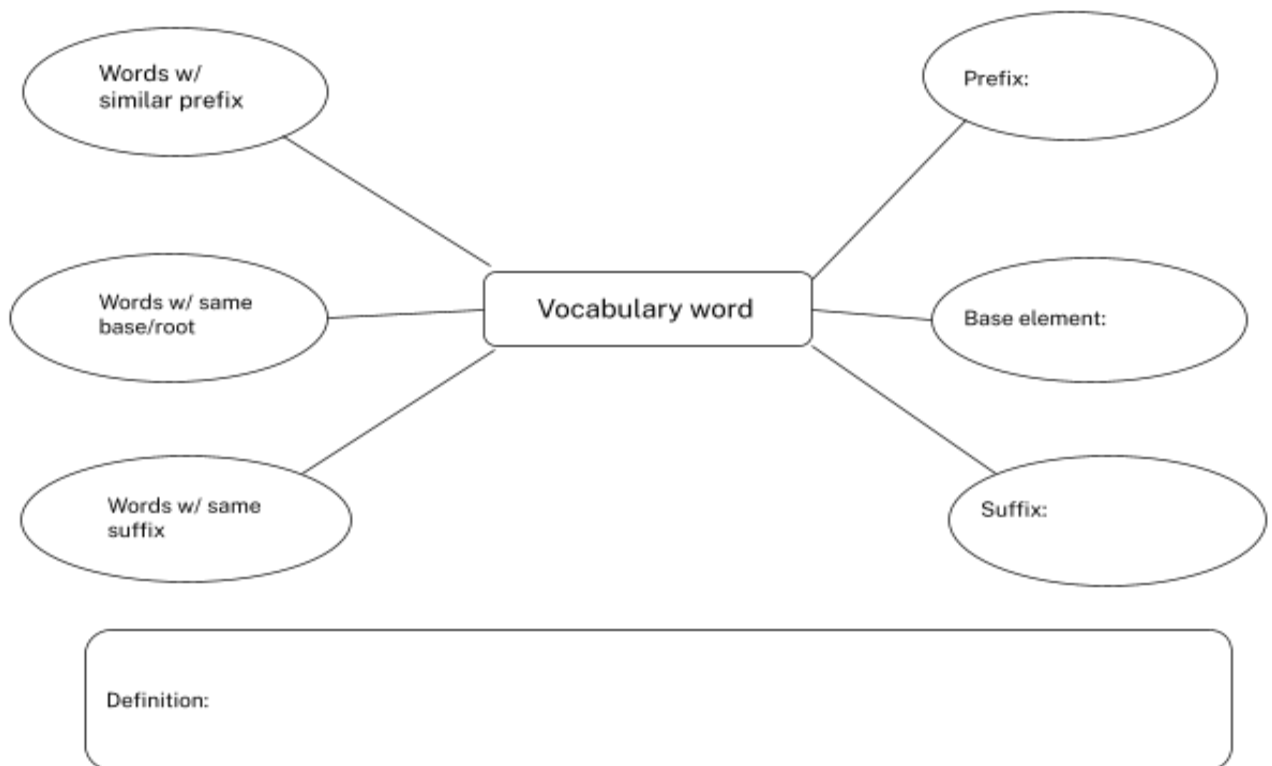 Words w/
similar prefix
Prefix:
Words w/ same
base/root
Vocabulary word
Base element:
Words w/ same
suffix
Suffix:
Definition: